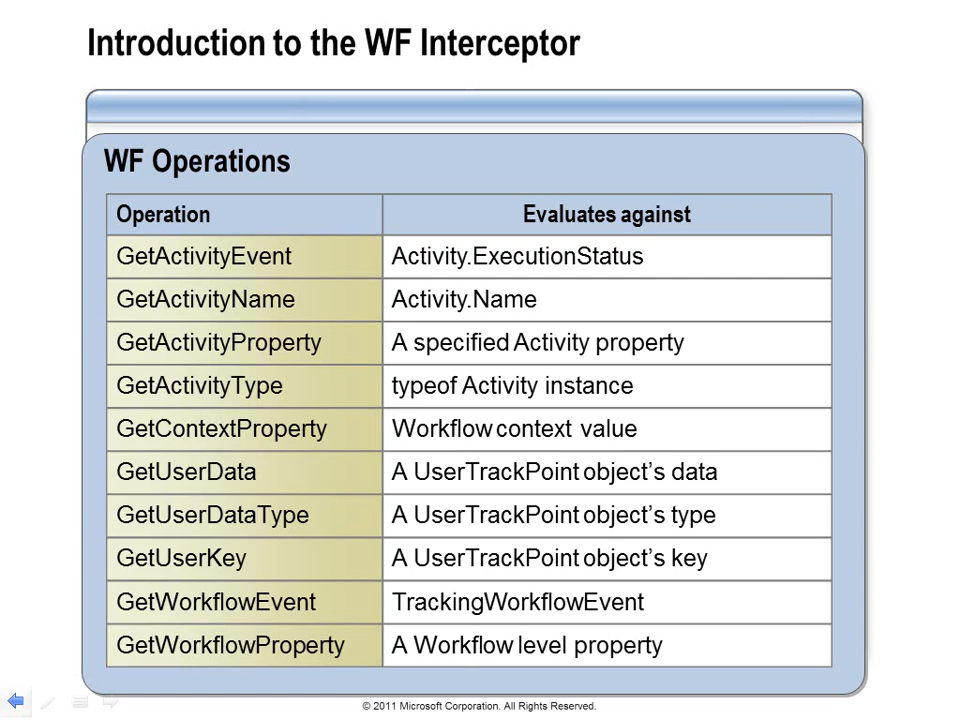 Introduction to the WF Interceptor
WF Operations
Operation Evaluates against
GetActivityEvent Activity.ExecutionStatus
GetActivityName Activity.Name
GetActivityProperty A specified Activity property
GetActivityType typeof Activity instance
GetContextProperty Workflow context value
GetUserData A UserTrackPoint object’s data
GetUserDataType A UserTrackPoint object’s type
GetUserKey A UserTrackPoint object’s key
GetWorkflowEvent TrackingWorkflowEvent
GetWorkflowProperty A Workflow level property
© 2011 Microsoft Corporation. All Rights Reserved.